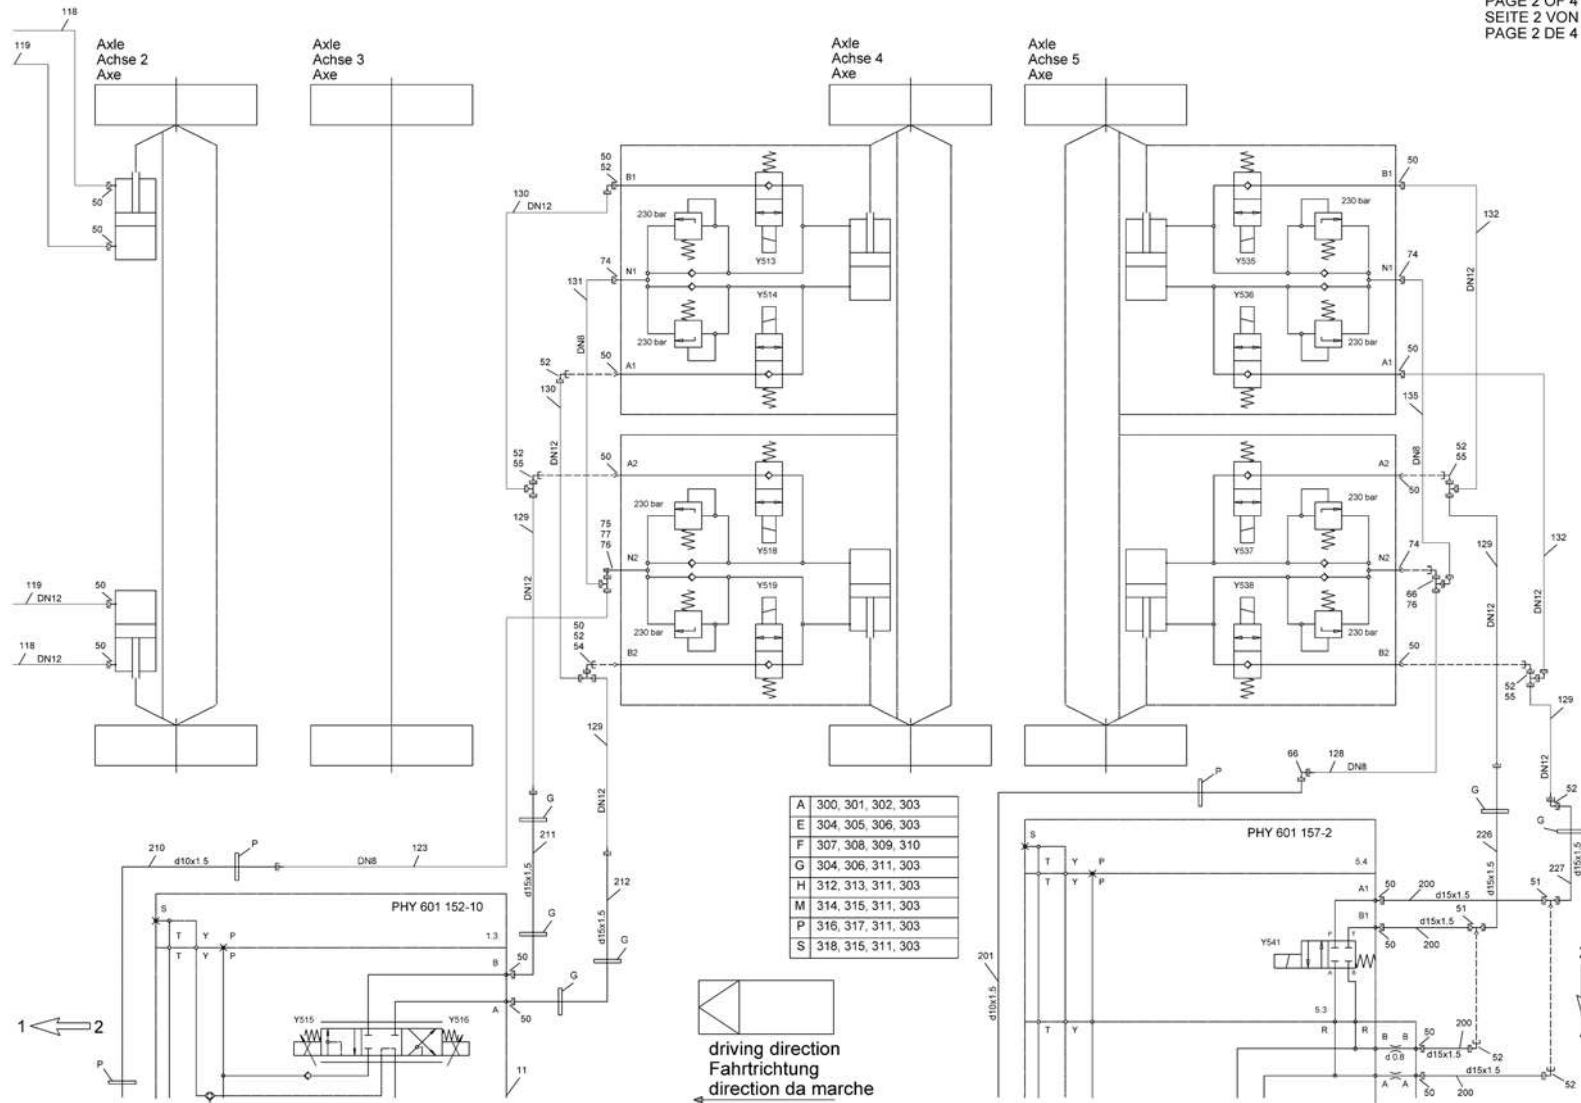 PAGE 2 OF 4
SEITE 2 VON
PAGE 2 DE 4
118
119
Axle
Achse 2
Axe
Axle
Achse 3
Axe
Axle
Achse 4
Axe
Axle
Achse 5
Axe
50
50
119
DN12
50
118
DN12
50
50
52
B1
130
DN12
230 bar
Y513
74
N1
131
Y514
DN8
230 bar
52
50
A1
130
DN12
52
55
50
A2
129
230 bar
75
77
76
N2
Y518
Y519
DN12
50
52
54
230 bar
B2
129
DN12
50
B1
230 bar
132
Y535
N1
74
DN12
Y536
230 bar
50
A1
135
DN8
A2
50
52
55
230 bar
Y537
N2
74
129
132
Y538
66
76
DN12
DN12
230 bar
B2
50
52
55
129
DN12
66
128
DN8
P
G
52
G
A 300, 301, 302, 303
E 304, 305, 306, 303
F 307, 308, 309, 310
G 304, 306, 311, 303
H 312, 313, 311, 303
M 314, 315, 311, 303
P 316, 317, 311, 303
S 318, 315, 311, 303
210
d10x1.5
P
DN8
123
G
211
d15x1.5
G
212
d15x1.5
G
G
PHY 601 152-10
S
T Y P
T Y P
1.3
B
50
A
50
Y515
Y516
11
1
2
P
driving direction
Fahrtrichtung
direction da marche
PHY 601 157-2
S
T Y P
T Y P
5.4
A1
50
200
d15x1.5
51
B1
50
d15x1.5
200
51
226
d15x1.5
227
d15x1.5
Y541
P T
A B
201
d10x1.5
5.3
T Y
R R
B B
50
200
d 0.8
d15x1.5
52
A A
50
d15x1.5
200
52